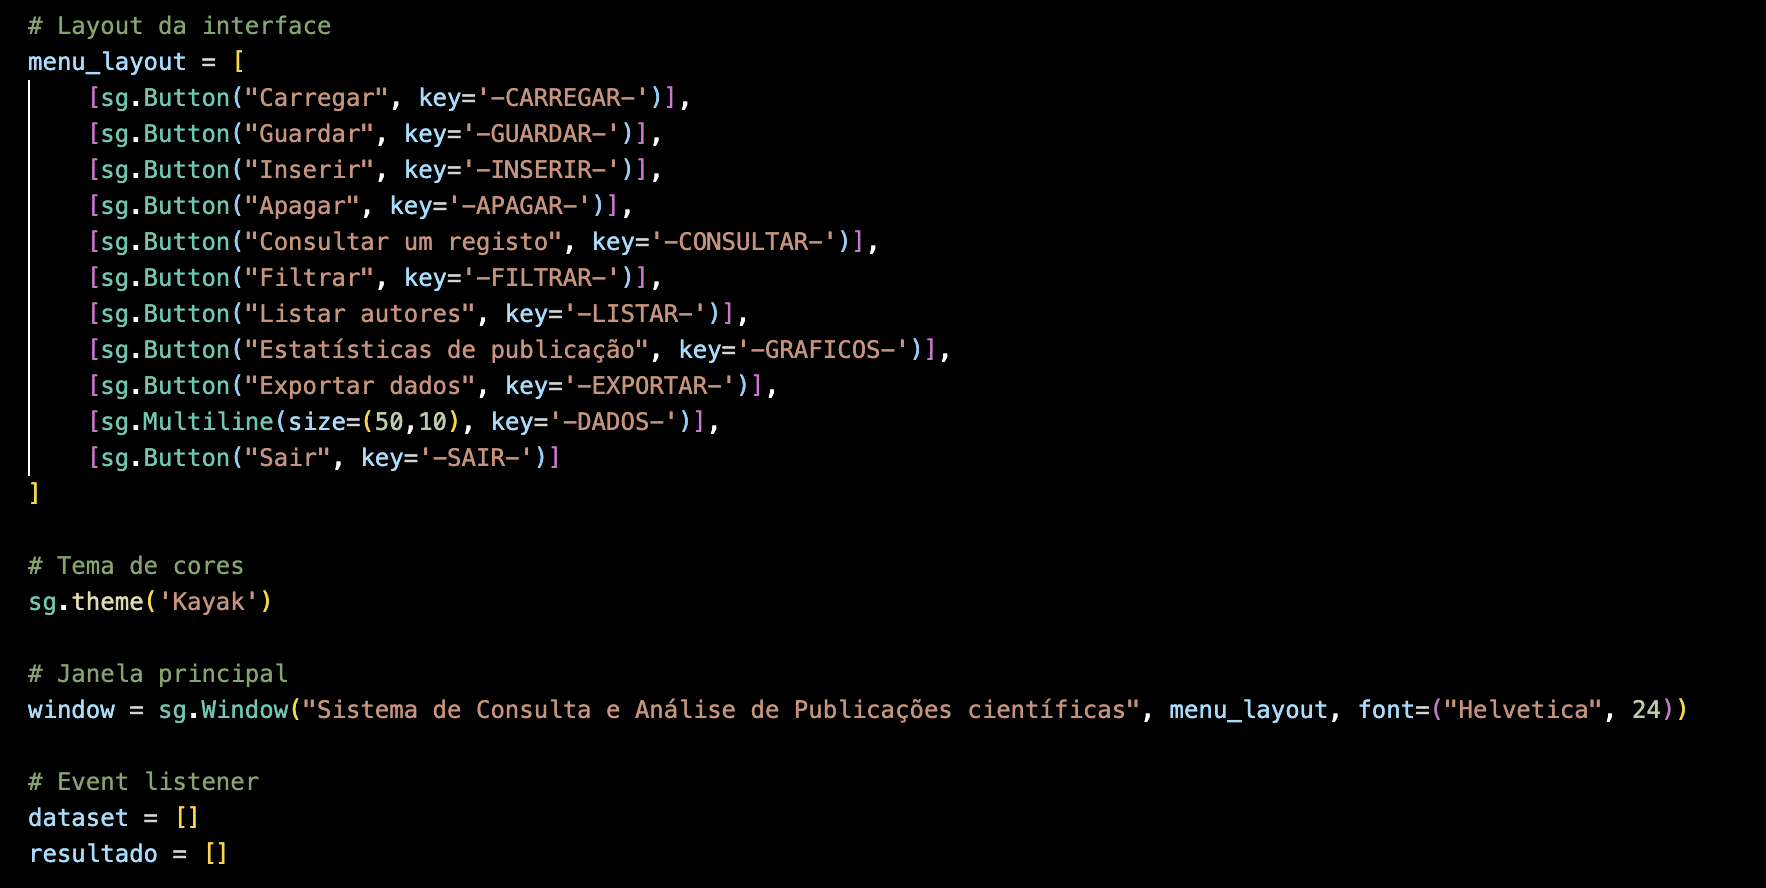 # Layout da interface
menu_layout = [
    [sg.Button("Carregar", key='-CARREGAR-')],
    [sg.Button("Guardar", key='-GUARDAR-')],
    [sg.Button("Inserir", key='-INSERIR-')],
    [sg.Button("Apagar", key='-APAGAR-')],
    [sg.Button("Consultar um registo", key='-CONSULTAR-')],
    [sg.Button("Filtrar", key='-FILTRAR-')],
    [sg.Button("Listar autores", key='-LISTAR-')],
    [sg.Button("Estatísticas de publicação", key='-GRAFICOS-')],
    [sg.Button("Exportar dados", key='-EXPORTAR-')],
    [sg.Multiline(size=(50,10), key='-DADOS-')],
    [sg.Button("Sair", key='-SAIR-')]
]
# Tema de cores
sg.theme('Kayak')
# Janela principal
window = sg.Window("Sistema de Consulta e Análise de Publicações científicas", menu_layout, font=("Helvetica", 24))
# Event listener
dataset = []
resultado = []